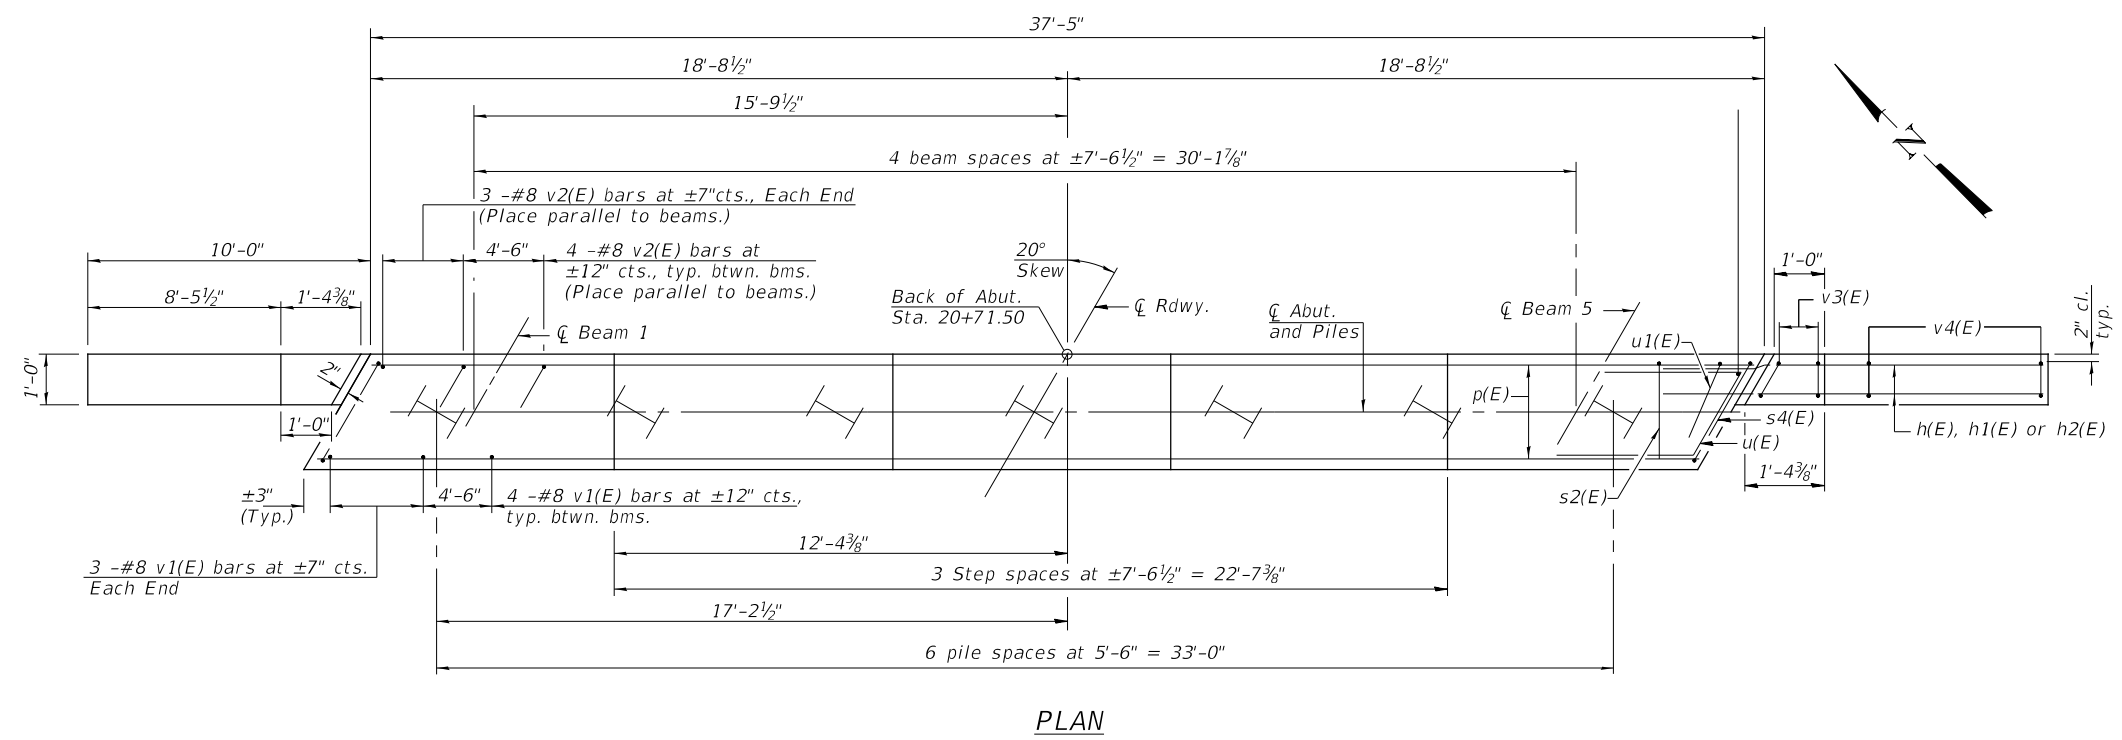 37'-5"
18'-8½"
18'-8½"
15'-9½"
4 beam spaces at ±7'-6½" = 30'-1⅞"
N
3 -#8 v2(E) bars at ±7"cts., Each End
(Place parallel to beams.)
10'-0"
4'-6"
4 -#8 v2(E) bars at
±12" cts., typ. btwn. bms.
(Place parallel to beams.)
20°
Skew
1'-0"
8'-5½"
1'-4⅜"
Back of Abut.
Sta. 20+71.50
℄ Rdwy.
℄ Abut.
and Piles
℄ Beam 5
v3(E)
2" cl.
typ.
℄ Beam 1
u1(E)
v4(E)
1'-0"
2"
p(E)
1'-0"
s4(E)
h(E), h1(E) or h2(E)
u(E)
1'-4⅜"
±3"
(Typ.)
4'-6"
4 -#8 v1(E) bars at ±12" cts.,
typ. btwn. bms.
s2(E)
12'-4⅜"
3 -#8 v1(E) bars at ±7" cts.
Each End
3 Step spaces at ±7'-6½" = 22'-7⅜"
17'-2½"
6 pile spaces at 5'-6" = 33'-0"
PLAN